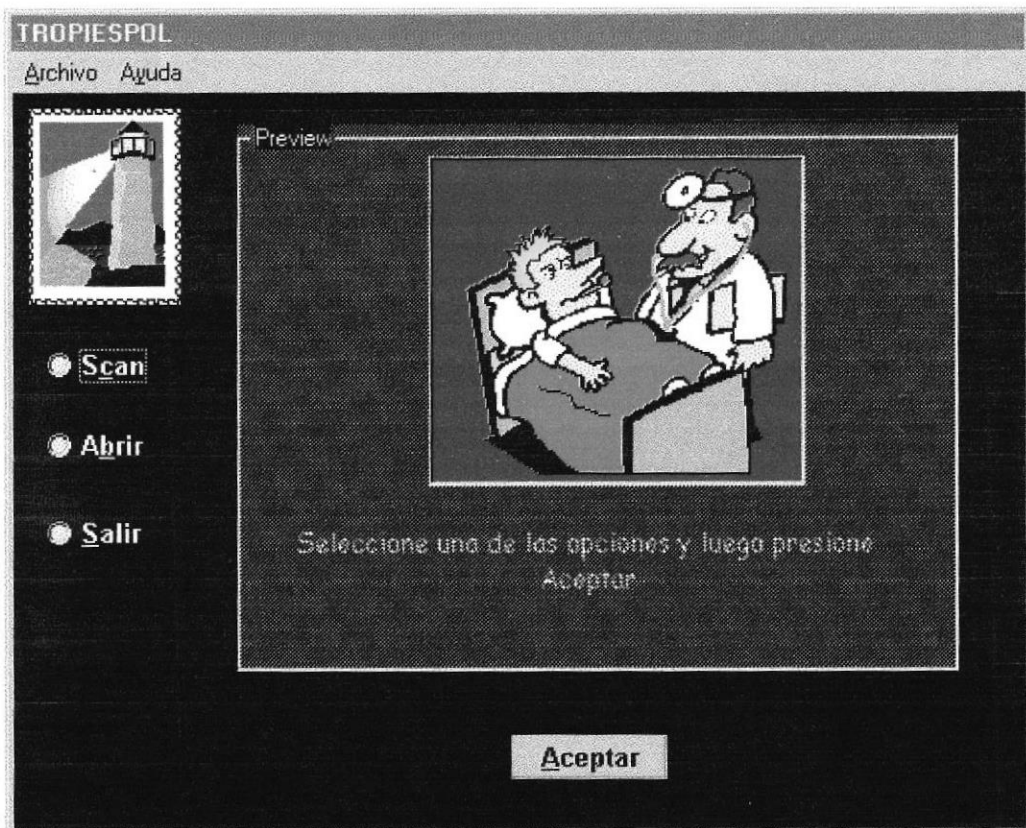 TROPIESPOL
Archivo Ayuda
Preview
Scan
Abrir
Salir
Seleccione una de las opciones y luego presione
Aceptar
Aceptar